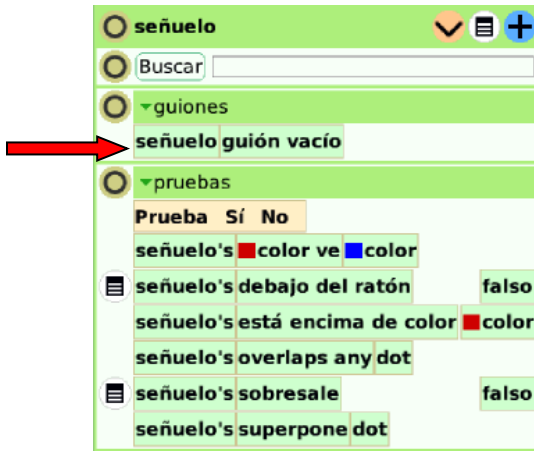 señuelo
Buscar
guiones
señuelo guión vacío
pruebas
Prueba Sí No
señuelo's color ve color
señuelo's debajo del ratón falso
señuelo's está encima de color color
señuelo's overlaps any dot
señuelo's sobresale falso
señuelo's superpone dot